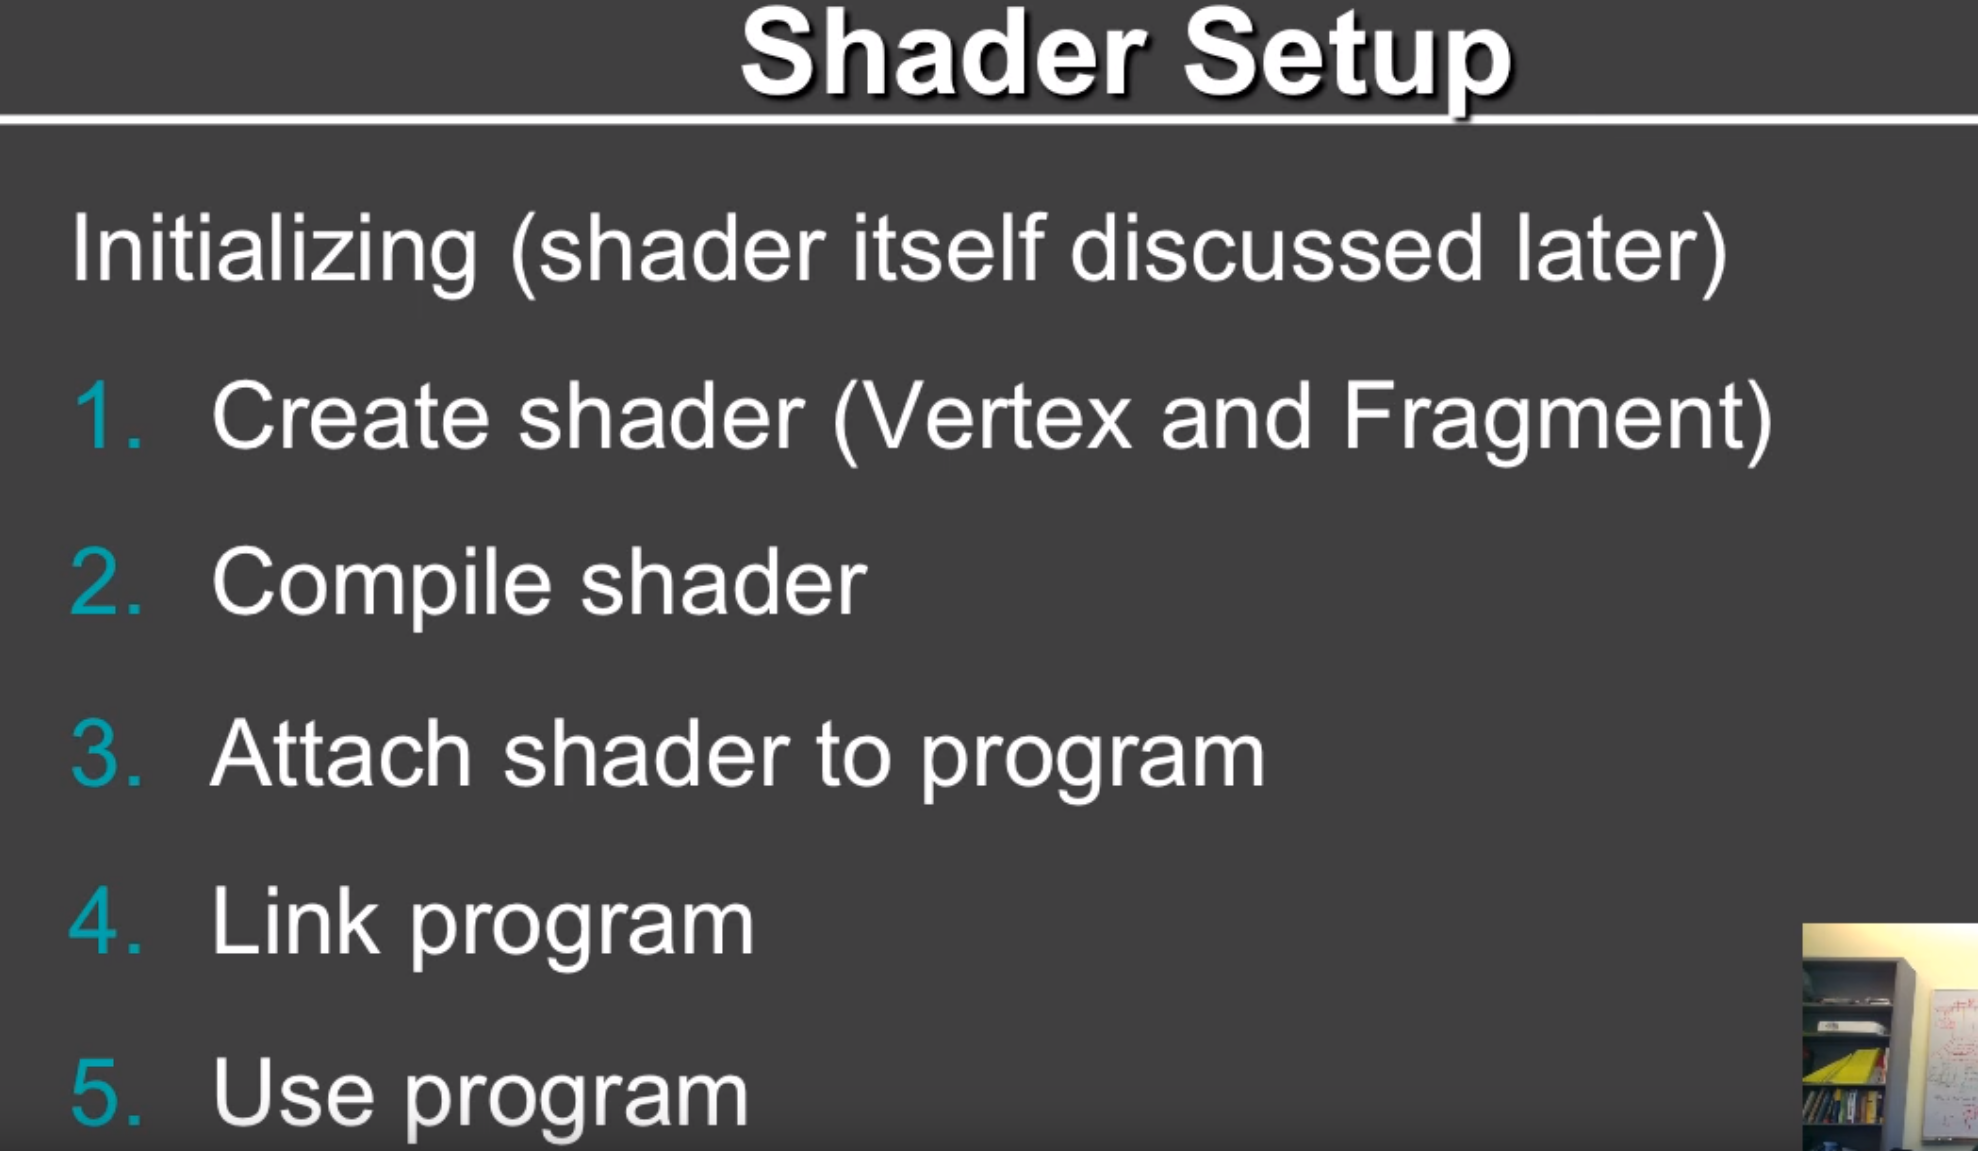 Shader Setup
Initializing (shader itself discussed later)
1. Create shader (Vertex and Fragment)
2. Compile shader
3. Attach shader to program
4. Link program
5. Use program